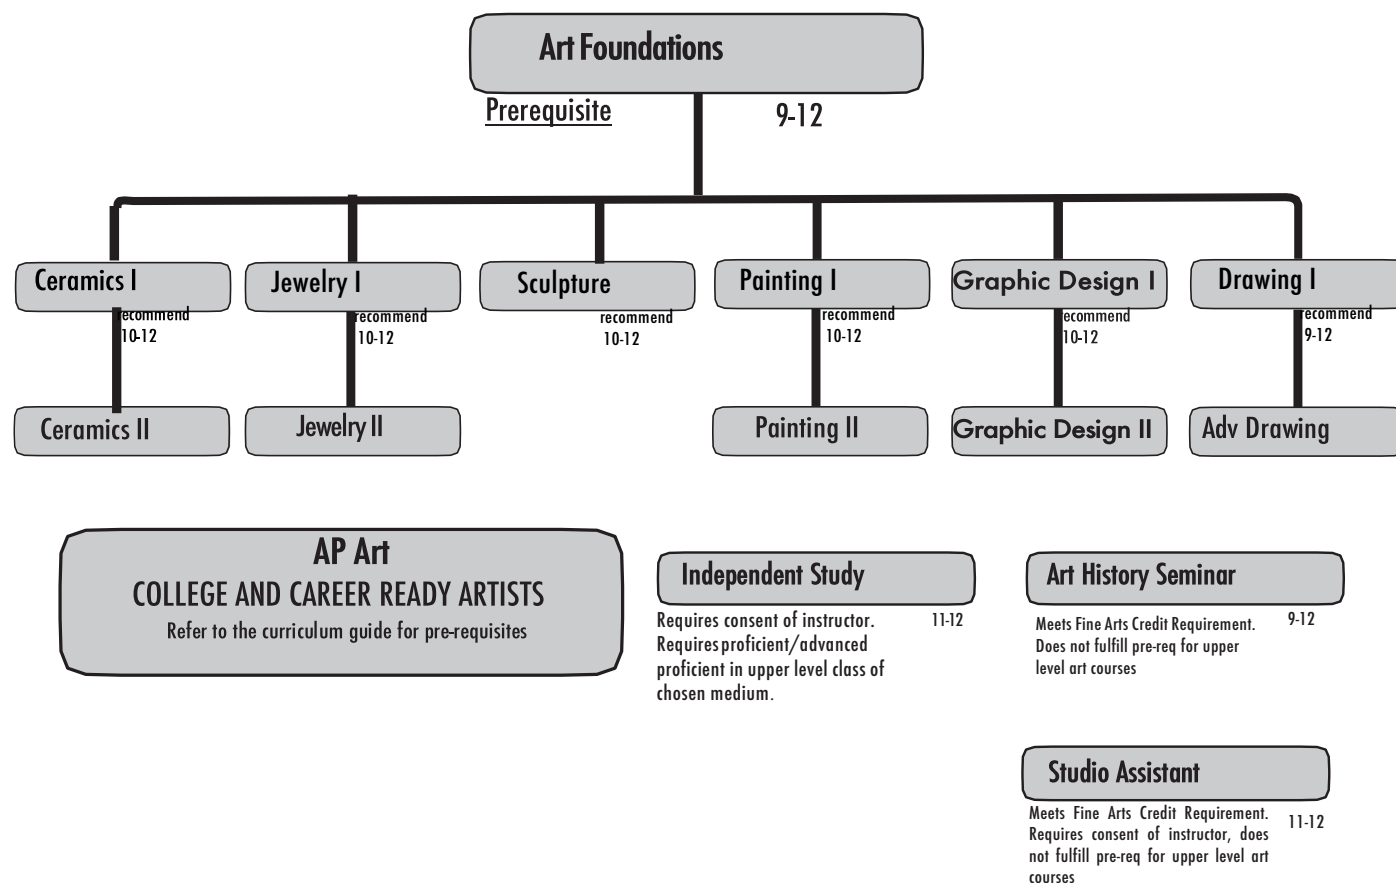 Art Foundations
Prerequisite 9-12
Ceramics I
recommend
10-12
Jewelry I
recommend
10-12
Sculpture
recommend
10-12
Painting I
recommend
10-12
Graphic Design I
recommend
10-12
Drawing I
recommend
9-12
Ceramics II
Jewelry II
Painting II
Graphic Design II
Adv Drawing
AP Art
COLLEGE AND CAREER READY ARTISTS
Refer to the curriculum guide for pre-requisites
Independent Study
Requires consent of instructor. 11-12
Requires proficient/advanced
proficient in upper level class of
chosen medium.
Art History Seminar
Meets Fine Arts Credit Requirement. 9-12
Does not fulfill pre-req for upper
level art courses
Studio Assistant
Meets Fine Arts Credit Requirement. 11-12
Requires consent of instructor, does
not fulfill pre-req for upper level art
courses